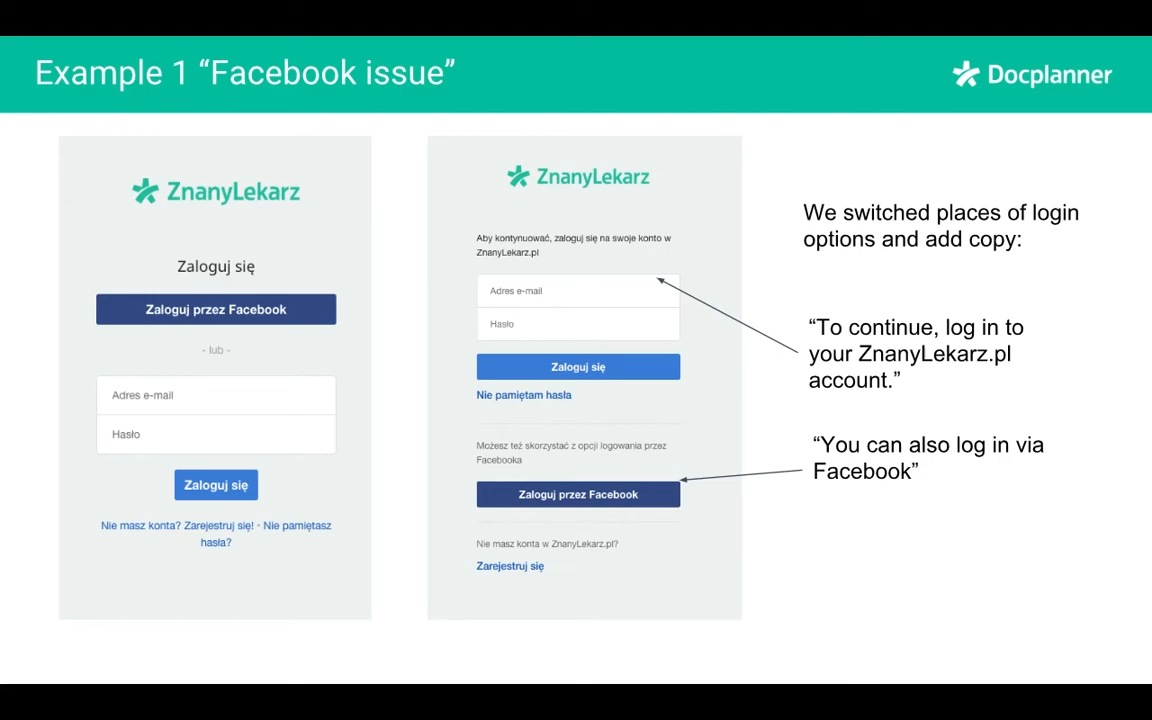 Example 1 “Facebook issue”
Docplanner
ZnanyLekarz
Zaloguj się
Zaloguj przez Facebook
- lub -
Adres e-mail
Hasło
Zaloguj się
Nie masz konta? Zarejestruj się! · Nie pamiętasz
hasła?
ZnanyLekarz
Aby kontynuować, zaloguj się na swoje konto w
ZnanyLekarz.pl
Adres e-mail
Hasło
Zaloguj się
Nie pamiętam hasła
Możesz też skorzystać z opcji logowania przez
Facebooka
Zaloguj przez Facebook
Nie masz konta w ZnanyLekarz.pl?
Zarejestruj się
We switched places of login
options and add copy:
“To continue, log in to
your ZnanyLekarz.pl
account.”
“You can also log in via
Facebook”